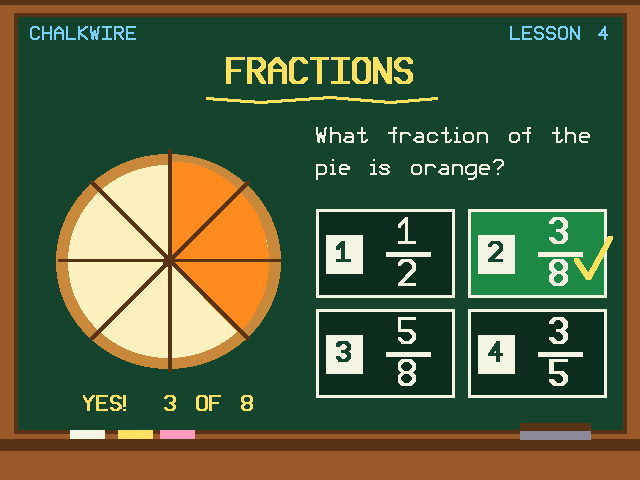 CHALKWIRE
LESSON 4
FRACTIONS
What fraction of the
pie is orange?
1 1/2
2 3/8
3 5/8
4 3/5
YES! 3 OF 8